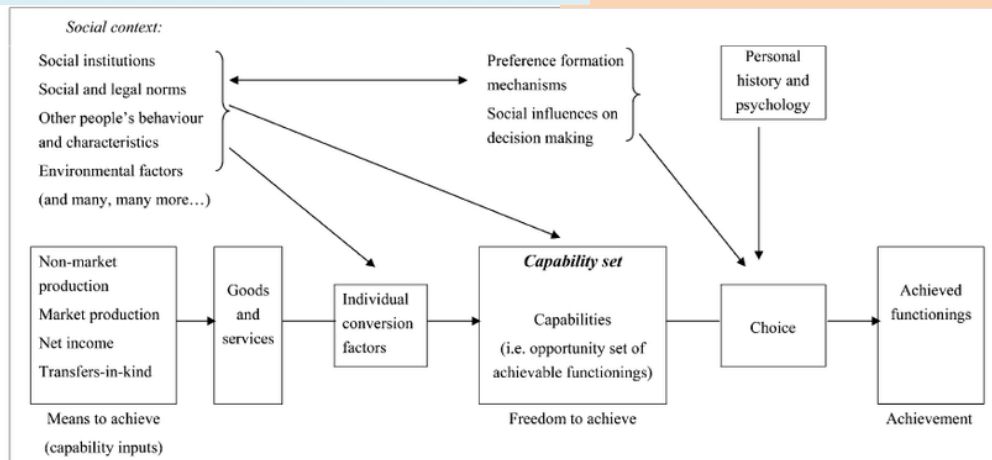 Social context:
Social institutions
Social and legal norms
Other people's behaviour
and characteristics
Environmental factors
(and many, many more…)
Preference formation
mechanisms
Social influences on
decision making
Personal
history and
psychology
Non-market
production
Market production
Net income
Transfers-in-kind
Means to achieve
(capability inputs)
Goods
and
services
Individual
conversion
factors
Capability set
Capabilities
(i.e. opportunity set of
achievable functionings)
Freedom to achieve
Choice
Achieved
functionings
Achievement